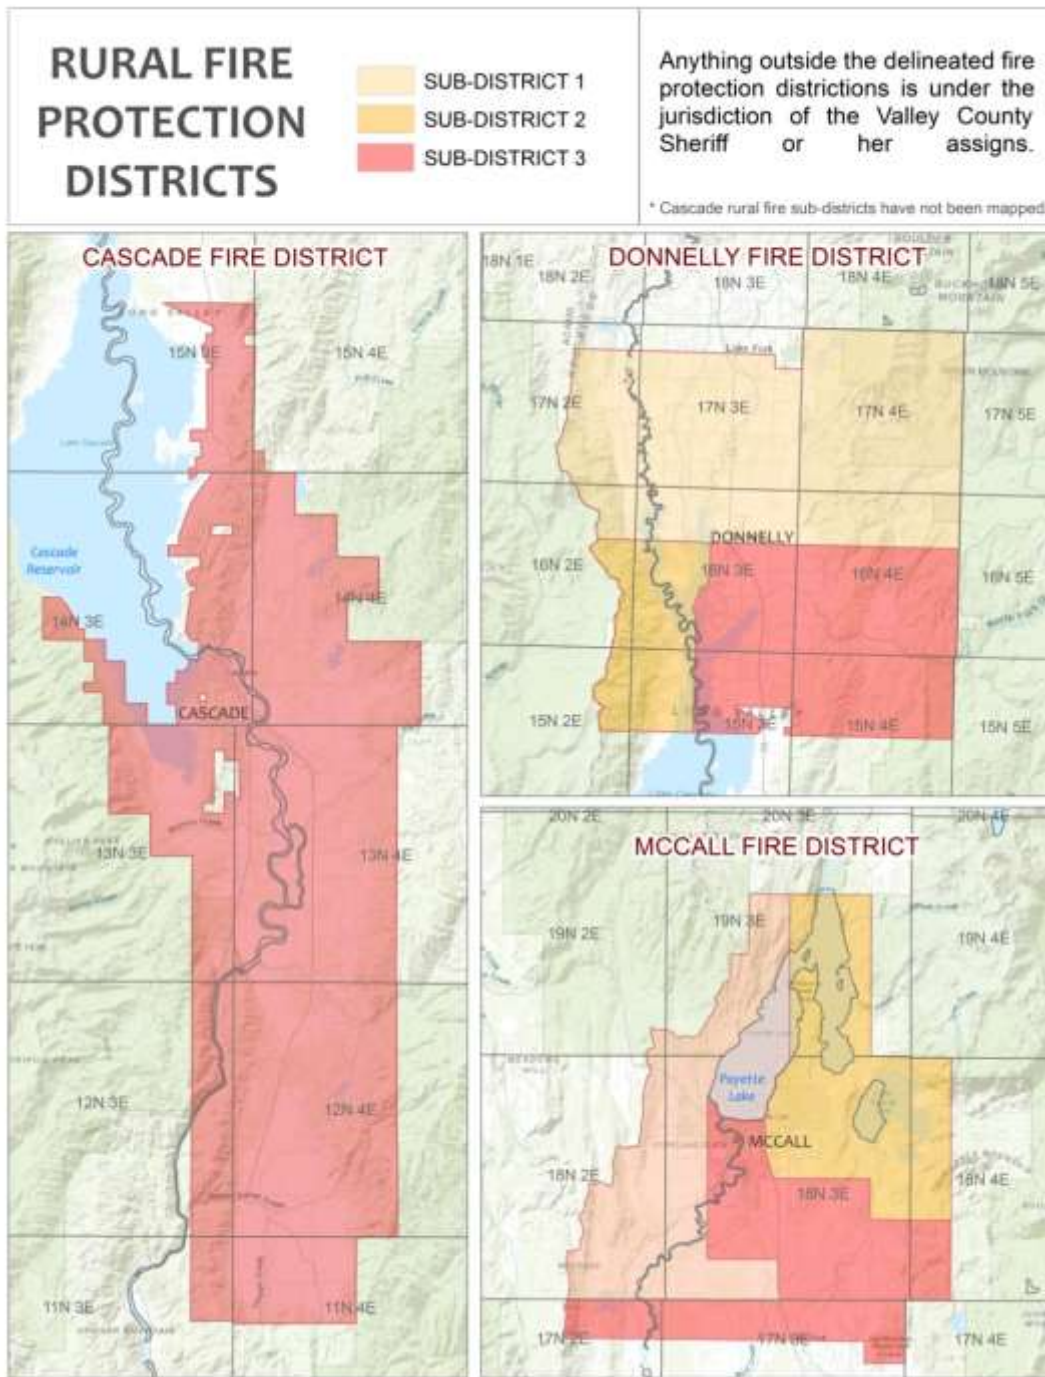 RURAL FIRE
PROTECTION
DISTRICTS
SUB-DISTRICT 1
SUB-DISTRICT 2
SUB-DISTRICT 3
Anything outside the delineated fire
protection districtions is under the
jurisdiction of the Valley County
Sheriff or her assigns.
* Cascade rural fire sub-districts have not been mapped
CASCADE FIRE DISTRICT
15N 3E
15N 4E
Cascade
Reservoir
14N 3E
14N 4E
CASCADE
13N 3E
13N 4E
12N 3E
12N 4E
11N 3E
11N 4E
DONNELLY FIRE DISTRICT
18N 1E
18N 2E
18N 3E
18N 4E
18N 5E
Lake Fork
17N 2E
17N 3E
17N 4E
17N 5E
DONNELLY
16N 2E
16N 3E
16N 4E
16N 5E
15N 2E
15N 3E
15N 4E
15N 5E
20N 2E
20N 3E
20N 4E
MCCALL FIRE DISTRICT
19N 2E
19N 3E
19N 4E
Payette
Lake
MCCALL
18N 2E
18N 3E
18N 4E
17N 2E
17N 3E
17N 4E